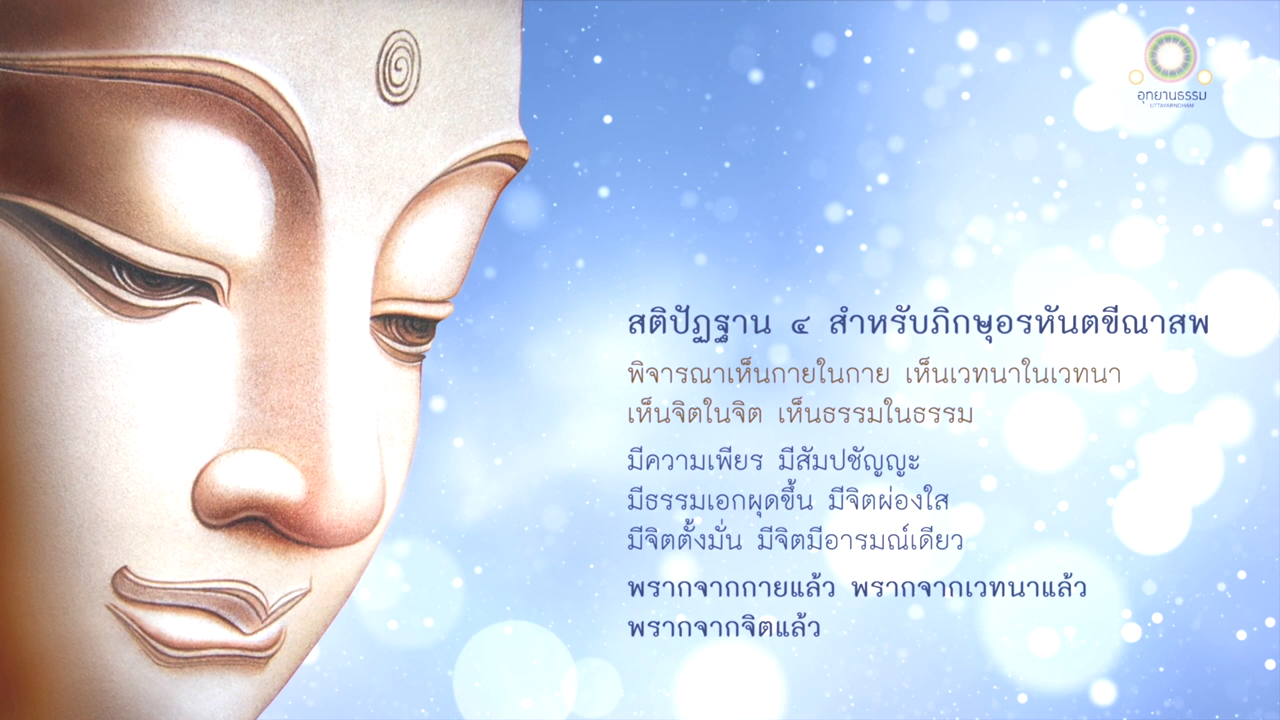 อุทยานธรรม
UTTAYARNDHAM
สติปัฏฐาน ๔ สำหรับภิกษุอรหันตขีณาสพ
พิจารณาเห็นกายในกาย เห็นเวทนาในเวทนา
เห็นจิตในจิต เห็นธรรมในธรรม
มีความเพียร มีสัมปชัญญะ
มีธรรมเอกผุดขึ้น มีจิตผ่องใส
มีจิตตั้งมั่น มีจิตมีอารมณ์เดียว
พรากจากกายแล้ว พรากจากเวทนาแล้ว
พรากจากจิตแล้ว